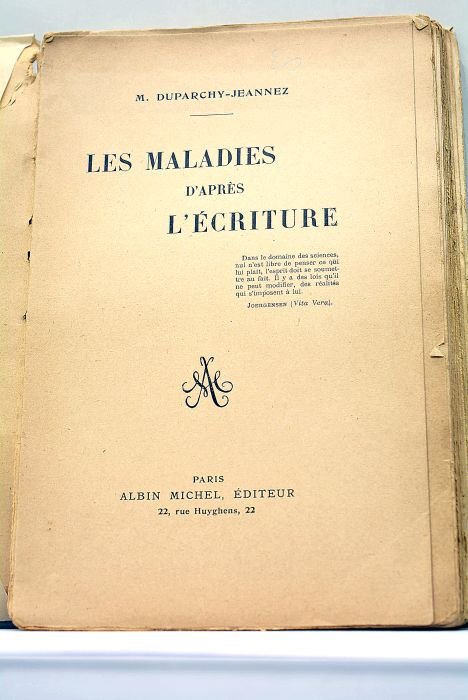 M. DUPARCHY-JEANNEZ
LES MALADIES
D'APRÈS
L'ÉCRITURE
Dans le domaine des sciences,
nul n'est libre de penser ce qui
lui plaît, l'esprit doit se soumet-
tre au fait. Il y a des lois qu'il
ne peut modifier, des réalités
qui s'imposent à lui.
JOERGENSEN (Vita Vera).
AM
PARIS
ALBIN MICHEL, ÉDITEUR
22, rue Huyghens, 22